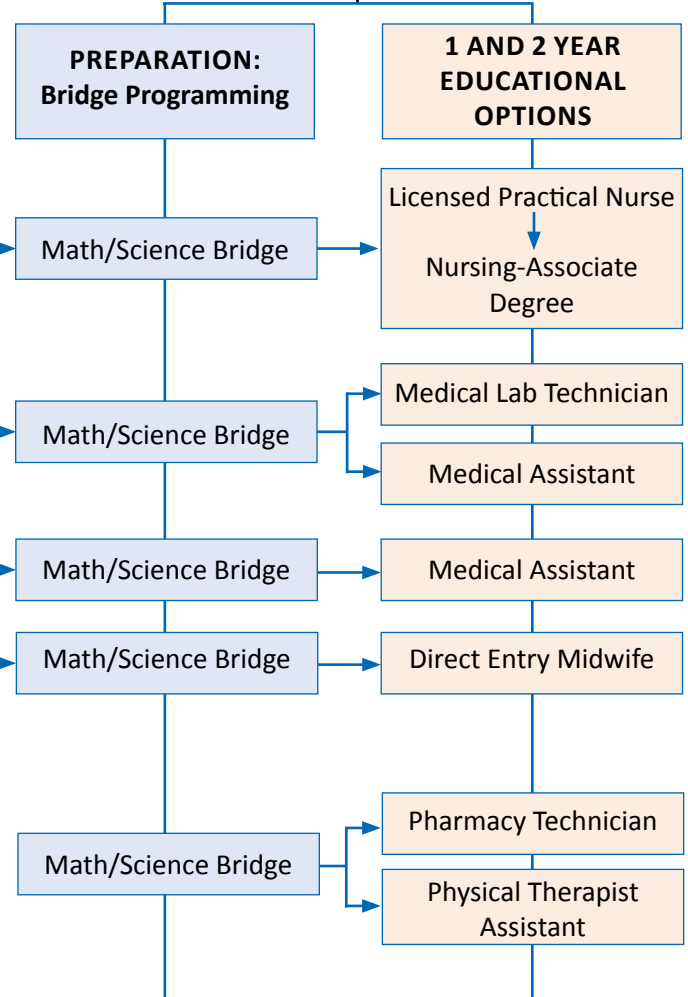 PREPARATION:
Bridge Programming
1 AND 2 YEAR
EDUCATIONAL
OPTIONS
Math/Science Bridge
Licensed Practical Nurse
Nursing-Associate
Degree
Math/Science Bridge
Medical Lab Technician
Medical Assistant
Math/Science Bridge
Medical Assistant
Math/Science Bridge
Direct Entry Midwife
Math/Science Bridge
Pharmacy Technician
Physical Therapist
Assistant